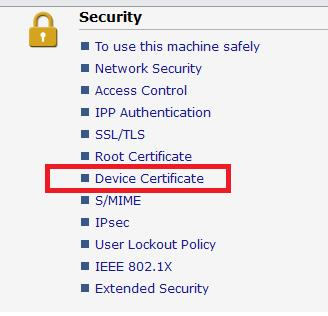 Security
To use this machine safely
Network Security
Access Control
IPP Authentication
SSL/TLS
Root Certificate
Device Certificate
S/MIME
IPsec
User Lockout Policy
IEEE 802.1X
Extended Security